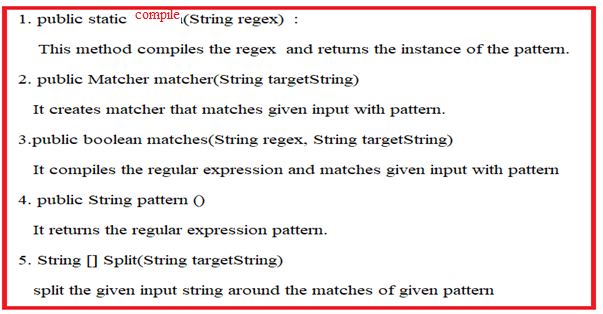 1. public static compile (String regex) :
This method compiles the regex and returns the instance of the pattern.
2. public Matcher matcher(String targetString)
It creates matcher that matches given input with pattern.
3.public boolean matches(String regex, String targetString)
It compiles the regular expression and matches given input with pattern
4. public String pattern ()
It returns the regular expression pattern.
5. String [] Split(String targetString)
split the given input string around the matches of given pattern